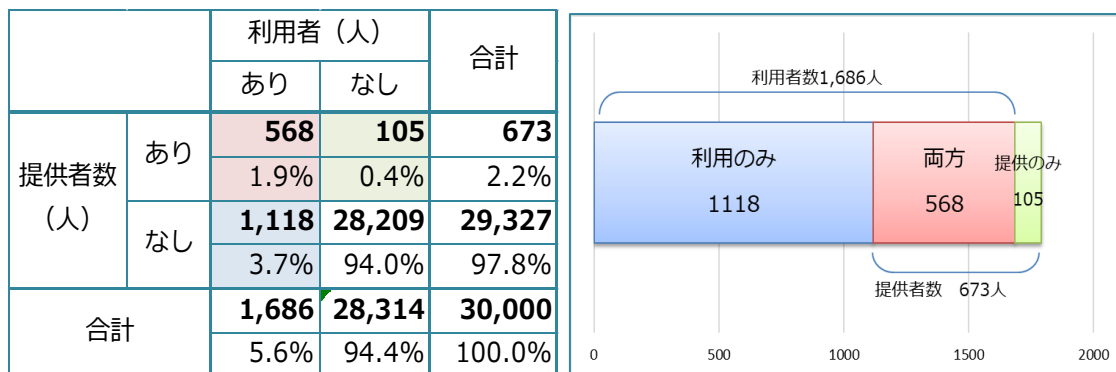 利用者（人） 合計
あり なし
提供者数（人） あり 568 105 673
1.9% 0.4% 2.2%
なし 1,118 28,209 29,327
3.7% 94.0% 97.8%
合計 1,686 28,314 30,000
5.6% 94.4% 100.0%
利用者数1,686人
利用のみ 両方 提供のみ
1118 568 105
提供者数 673人
0 500 1000 1500 2000